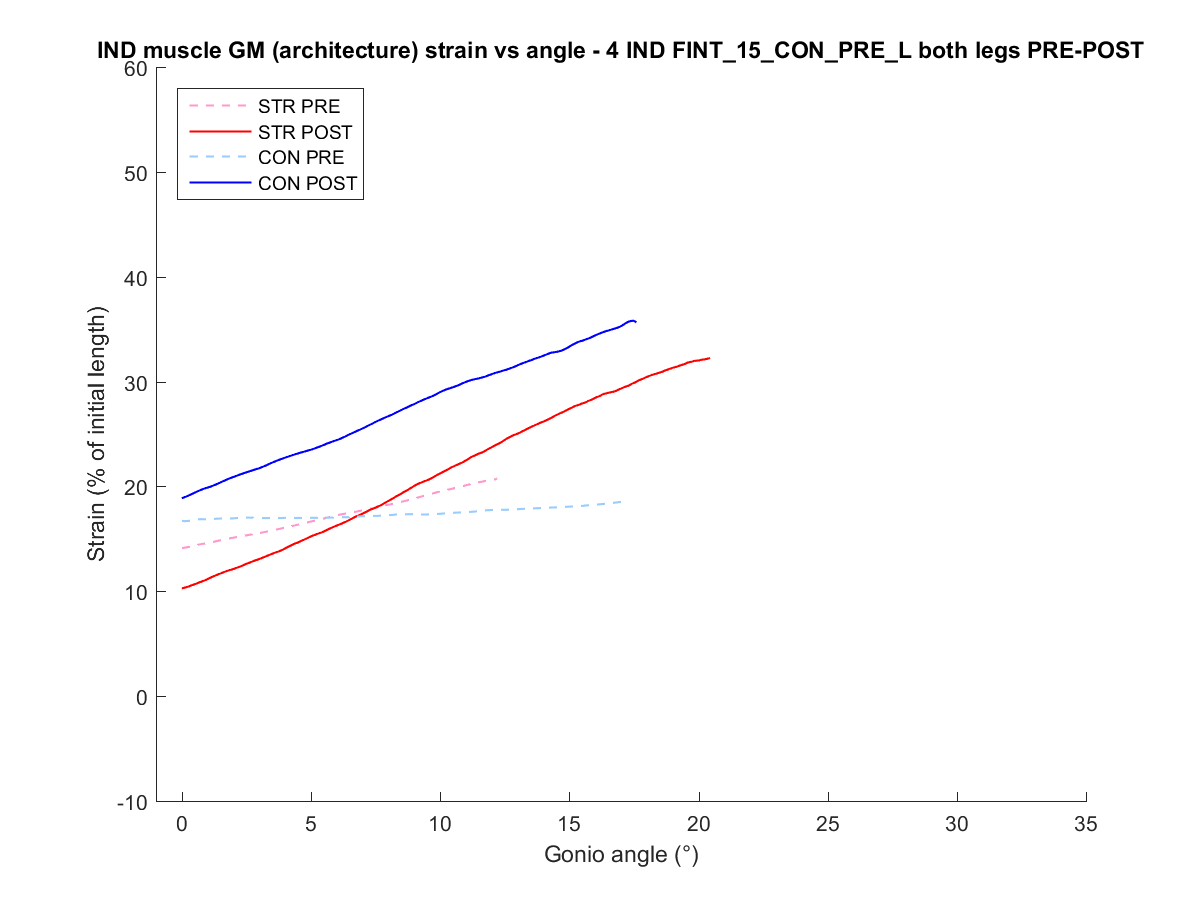 IND muscle GM (architecture) strain vs angle - 4 IND FINT_15_CON_PRE_L both legs PRE-POST
60
50
40
30
20
10
0
-10
Strain (% of initial length)
STR PRE
STR POST
CON PRE
CON POST
0 5 10 15 20 25 30 35
Gonio angle (°)